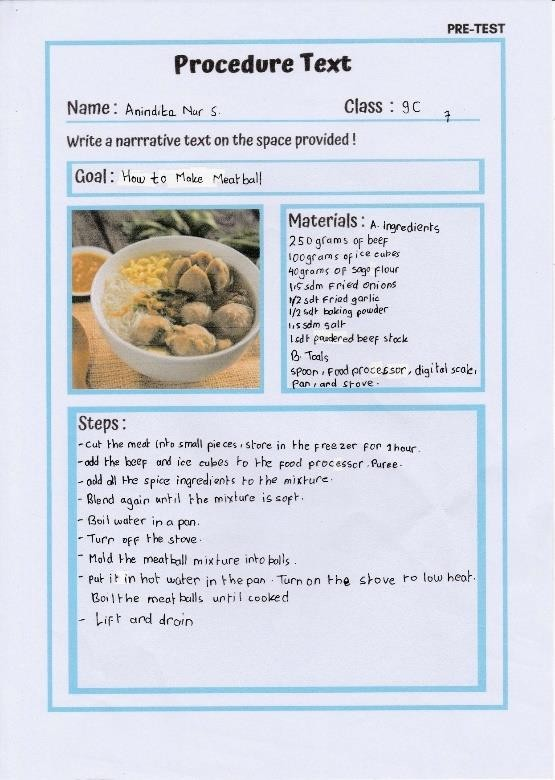 PRE-TEST
Procedure Text
Name : Anindita Nur S.
Class : 9C
7
Write a narrrative text on the space provided !
Goal : How to Make Meatball
Materials : A. Ingredients
250 grams of beef
100 grams of ice cubes
40 grams of sago flour
1,5 sdm Fried Onions
1/2 sdt Fried garlic
1/2 sdt baking powder
1,5 sdm salt
1 sdt powdered beef stock
B. Tools
Spoon, Food processor, digital scale,
Pan, and stove.
Steps :
- cut the meat into small pieces, store in the freezer for 1 hour.
- add the beef and ice cubes to the food processor. Puree.
- add all the spice ingredients to the mixture.
- Blend again until the mixture is soft.
- Boil water in a pan.
- Turn off the stove.
- Mold the meatball mixture into balls.
- put it in hot water in the pan. Turn on the stove to low heat.
Boil the meat balls until cooked
- Lift and drain